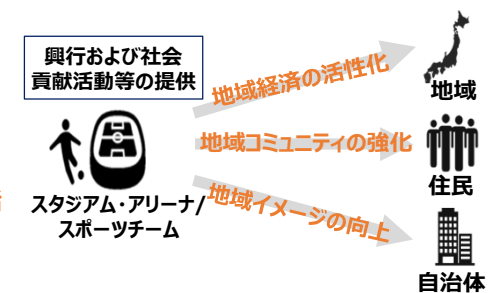 興行および社会
貢献活動等の提供
地域経済の活性化
地域
地域コミュニティの強化
住民
スタジアム・アリーナ/
スポーツチーム
地域イメージの向上
自治体